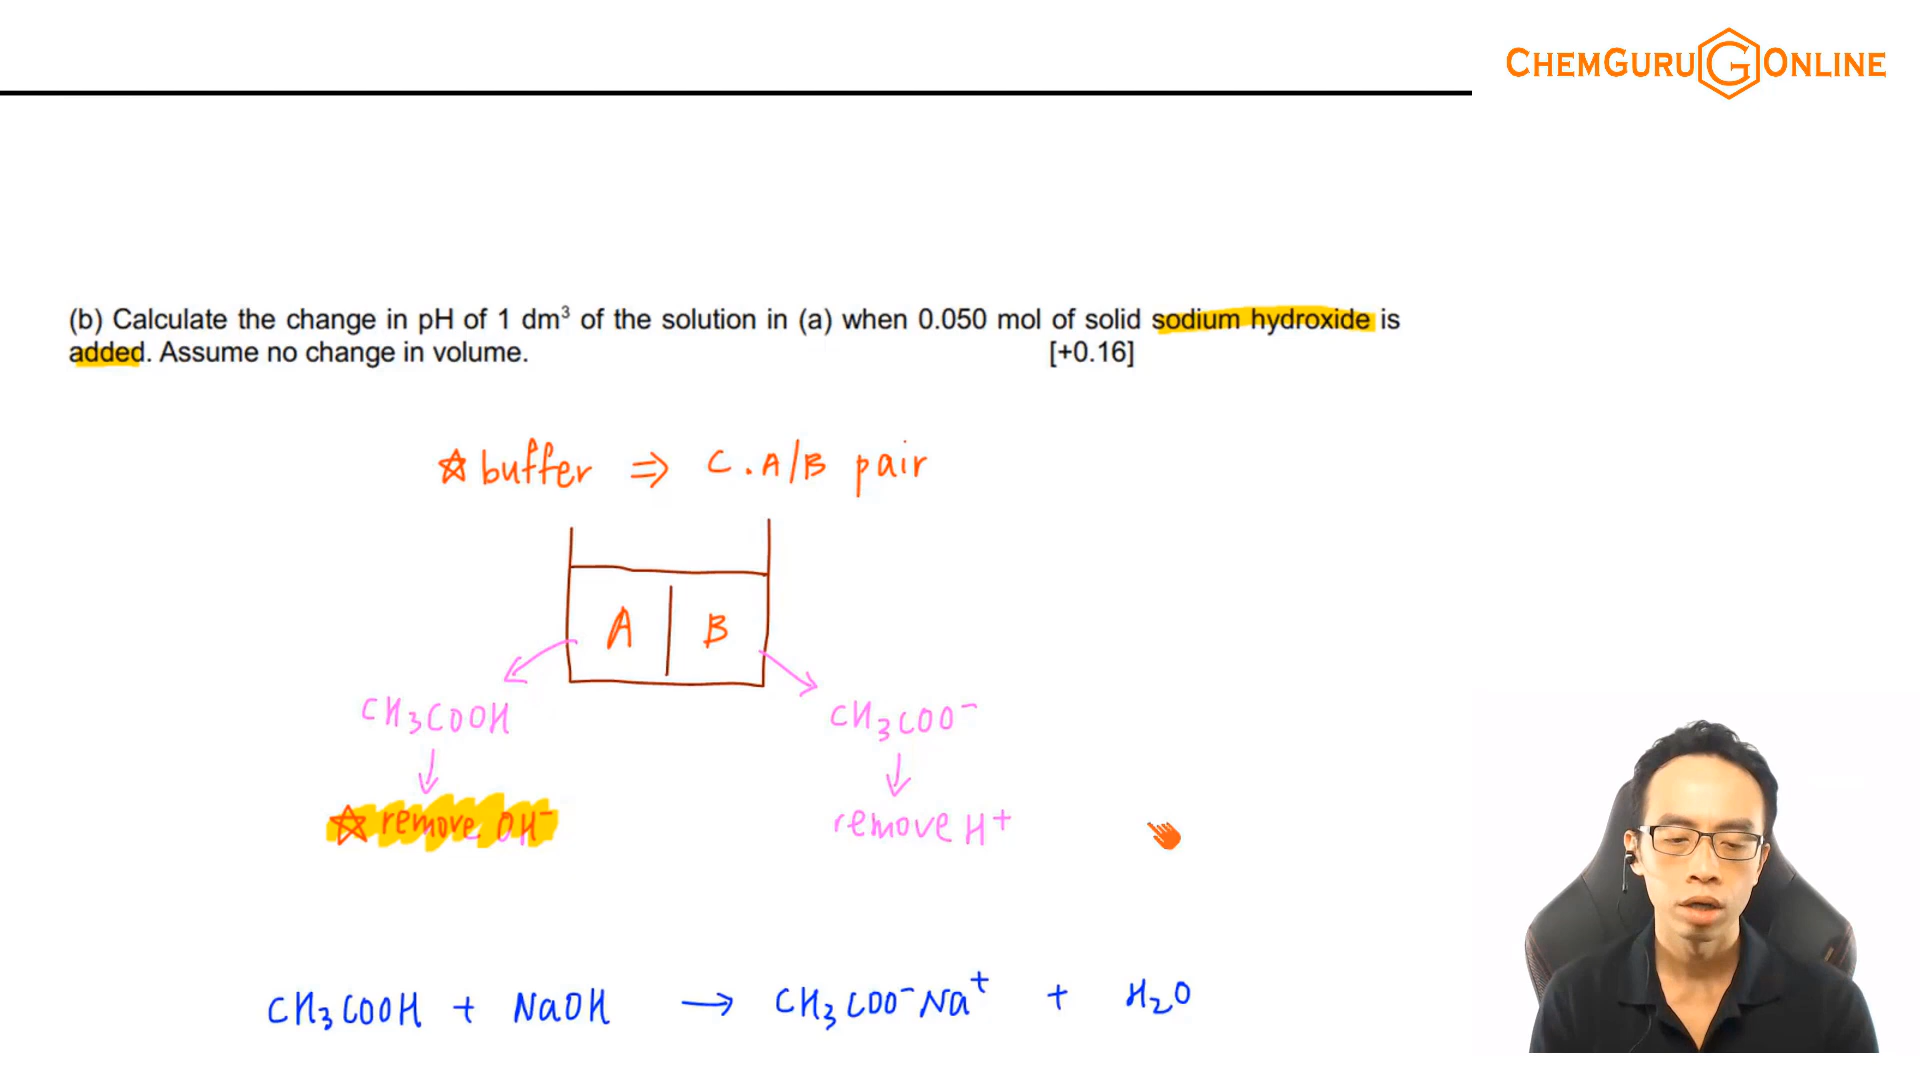 CHEMGURU G ONLINE
(b) Calculate the change in pH of 1 dm³ of the solution in (a) when 0.050 mol of solid sodium hydroxide is
added. Assume no change in volume. [+0.16]
☆ buffer ⇒ C.A/B pair
A | B
CH₃COOH CH₃COO⁻
↓ ↓
☆ remove OH⁻ remove H⁺
CH₃COOH + NaOH → CH₃COO⁻Na⁺ + H₂O